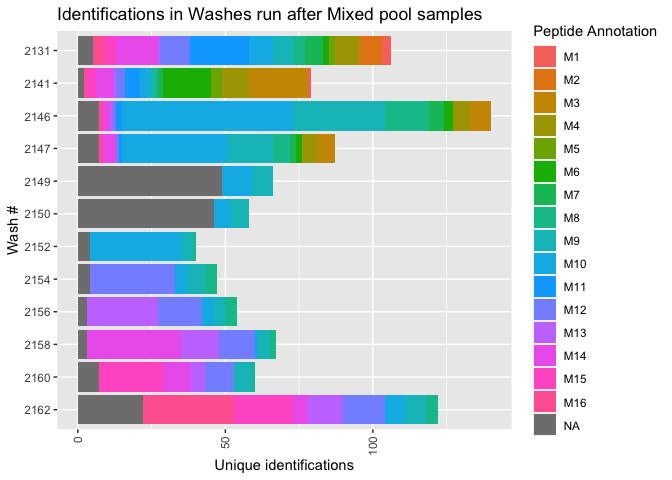 Identifications in Washes run after Mixed pool samples
Peptide Annotation
M1
M2
M3
M4
M5
M6
M7
M8
M9
M10
M11
M12
M13
M14
M15
M16
NA
Wash #
2131
2141
2146
2147
2149
2150
2152
2154
2156
2158
2160
2162
0
50
100
Unique identifications